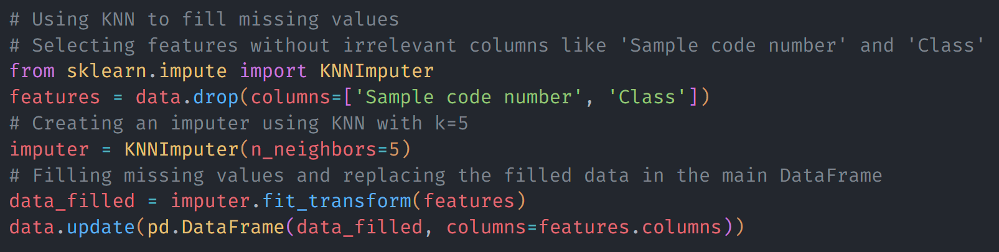 # Using KNN to fill missing values
# Selecting features without irrelevant columns like 'Sample code number' and 'Class'
from sklearn.impute import KNNImputer
features = data.drop(columns=['Sample code number', 'Class'])
# Creating an imputer using KNN with k=5
imputer = KNNImputer(n_neighbors=5)
# Filling missing values and replacing the filled data in the main DataFrame
data_filled = imputer.fit_transform(features)
data.update(pd.DataFrame(data_filled, columns=features.columns))